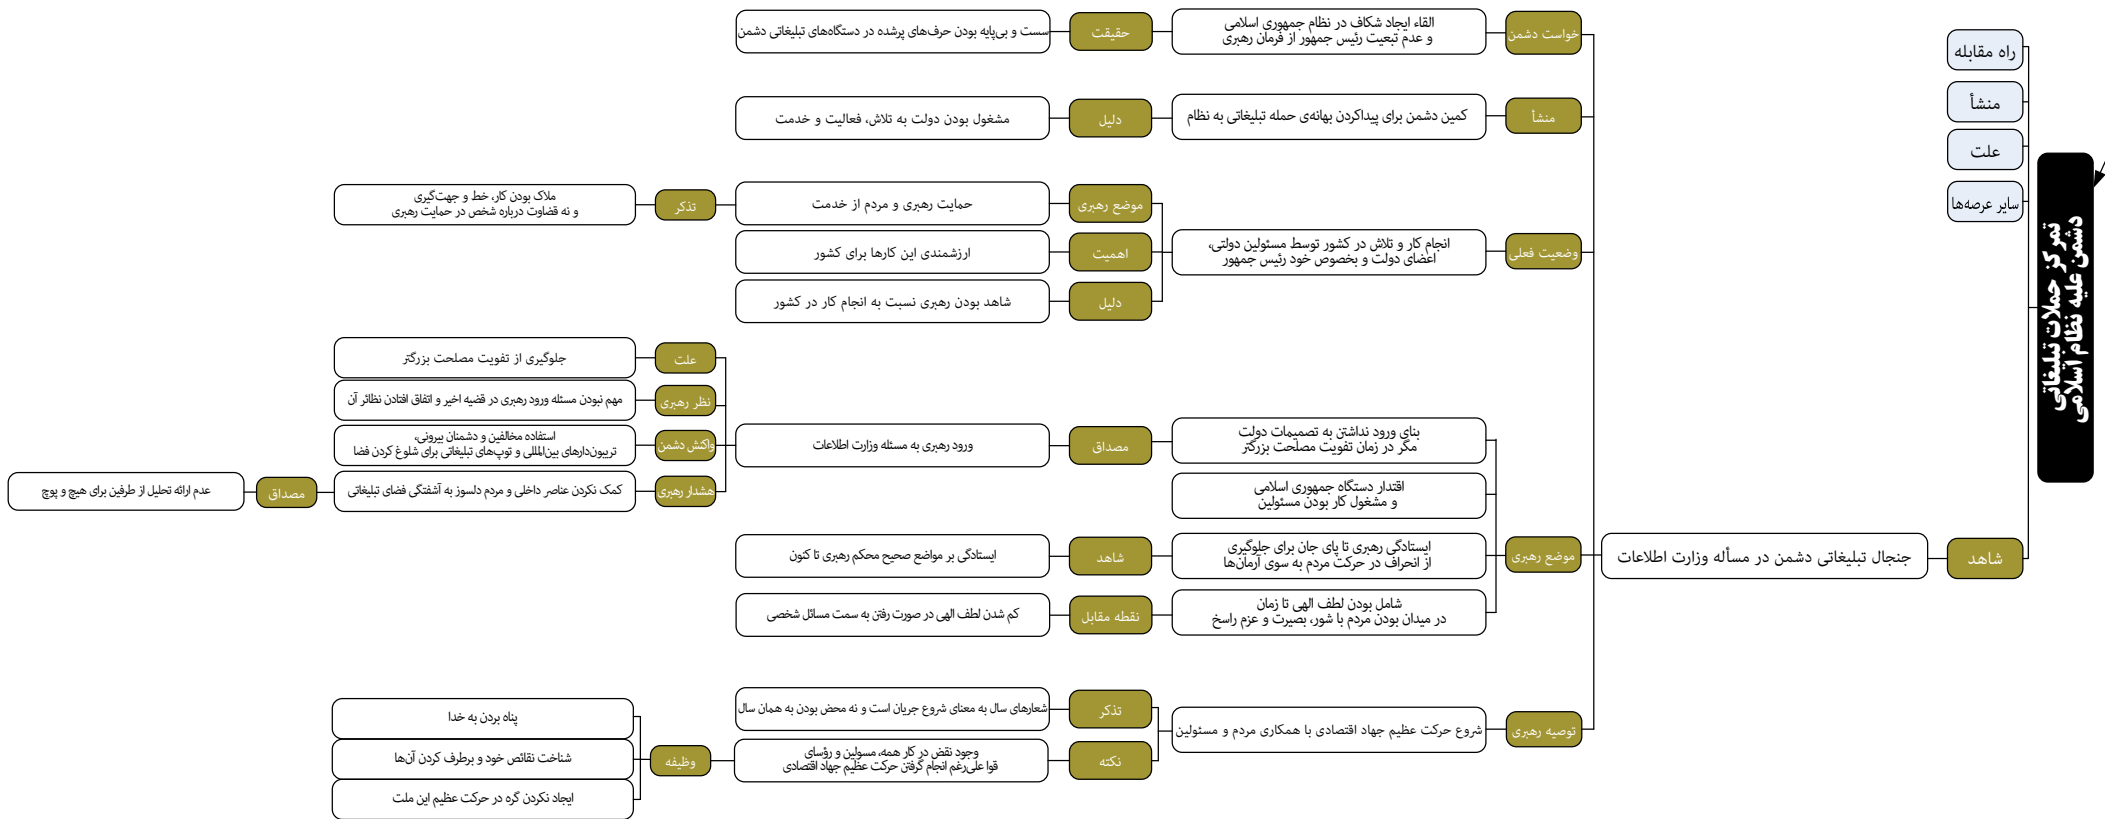 تمرکز حملات تبلیغاتی
دشمن علیه نظام اسلامی
راه مقابله
منشأ
علت
سایر عرصه‌ها
شاهد
جنجال تبلیغاتی دشمن در مسأله وزارت اطلاعات
خواست دشمن
القاء ایجاد شکاف در نظام جمهوری اسلامی
و عدم تبعیت رئیس جمهور از فرمان رهبری
حقیقت
سست و بی‌پایه بودن حرف‌های پرشده در دستگاه‌های تبلیغاتی دشمن
منشأ
کمین دشمن برای پیداکردن بهانه‌ی حمله تبلیغاتی به نظام
دلیل
مشغول بودن دولت به تلاش، فعالیت و خدمت
وضعیت فعلی
انجام کار و تلاش در کشور توسط مسئولین دولتی،
اعضای دولت و بخصوص خود رئیس جمهور
موضع رهبری
حمایت رهبری و مردم از خدمت
تذکر
ملاک بودن کار، خط و جهت‌گیری
و نه قضاوت درباره شخص در حمایت رهبری
اهمیت
ارزشمندی این کارها برای کشور
دلیل
شاهد بودن رهبری نسبت به انجام کار در کشور
موضع رهبری
بنای ورود نداشتن به تصمیمات دولت
مگر در زمان تفویت مصلحت بزرگتر
مصداق
ورود رهبری به مسئله وزارت اطلاعات
علت
جلوگیری از تفویت مصلحت بزرگتر
نظر رهبری
مهم نبودن مسئله ورود رهبری در قضیه اخیر و اتفاق افتادن نظائر آن
واکنش دشمن
استفاده مخالفین و دشمنان بیرونی،
تریبون‌دارهای بین‌المللی و توپ‌های تبلیغاتی برای شلوغ کردن فضا
هشدار رهبری
کمک نکردن عناصر داخلی و مردم دلسوز به آشفتگی فضای تبلیغاتی
مصداق
عدم ارائه تحلیل از طرفین برای هیچ و پوچ
اقتدار دستگاه جمهوری اسلامی
و مشغول کار بودن مسئولین
ایستادگی رهبری تا پای جان برای جلوگیری
از انحراف در حرکت مردم به سوی آرمان‌ها
شاهد
ایستادگی بر مواضع صحیح محکم رهبری تا کنون
شامل بودن لطف الهی تا زمان
در میدان بودن مردم با شور، بصیرت و عزم راسخ
نقطه مقابل
کم شدن لطف الهی در صورت رفتن به سمت مسائل شخصی
توصیه رهبری
شروع حرکت عظیم جهاد اقتصادی با همکاری مردم و مسئولین
تذکر
شعارهای سال به معنای شروع جریان است و نه محض بودن به همان سال
نکته
وجود نقض در کار همه، مسولین و رؤسای
قوا علی‌رغم انجام گرفتن حرکت عظیم جهاد اقتصادی
وظیفه
پناه بردن به خدا
شناخت نقائص خود و برطرف کردن آن‌ها
ایجاد نکردن گره در حرکت عظیم این ملت